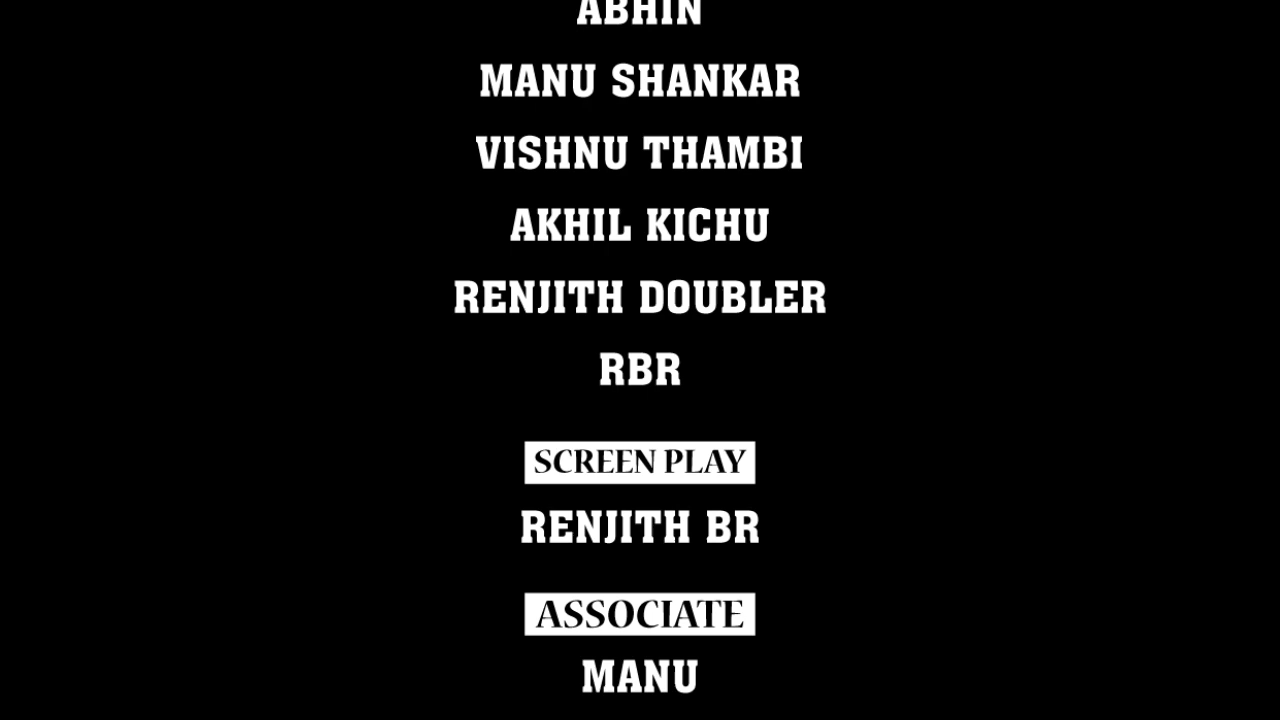 ABHIN
MANU SHANKAR
VISHNU THAMBI
AKHIL KICHU
RENJITH DOUBLER
RBR
SCREEN PLAY
RENJITH BR
ASSOCIATE
MANU